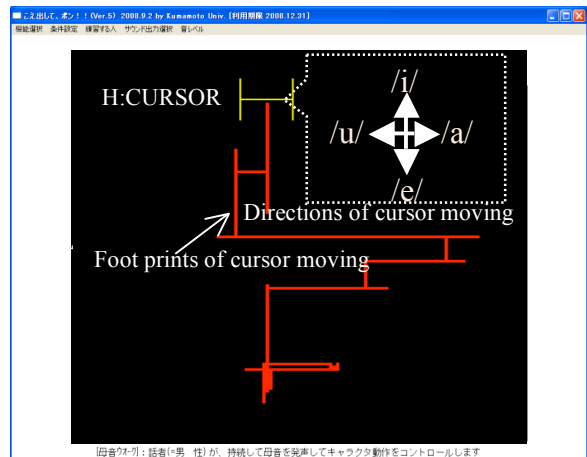 こえ出して、ポン！！(Ver.5) 2008.9.2 by Kumamoto Univ. [利用期限 2008.12.31]
機能選択 条件設定 練習する人 サウンド出力選択 音レベル
H:CURSOR
/i/
/u/ /a/
/e/
Directions of cursor moving
Foot prints of cursor moving
[母音ウオーク]：話者(=男 性) が、持続して母音を発声してキャラクタ動作をコントロールします